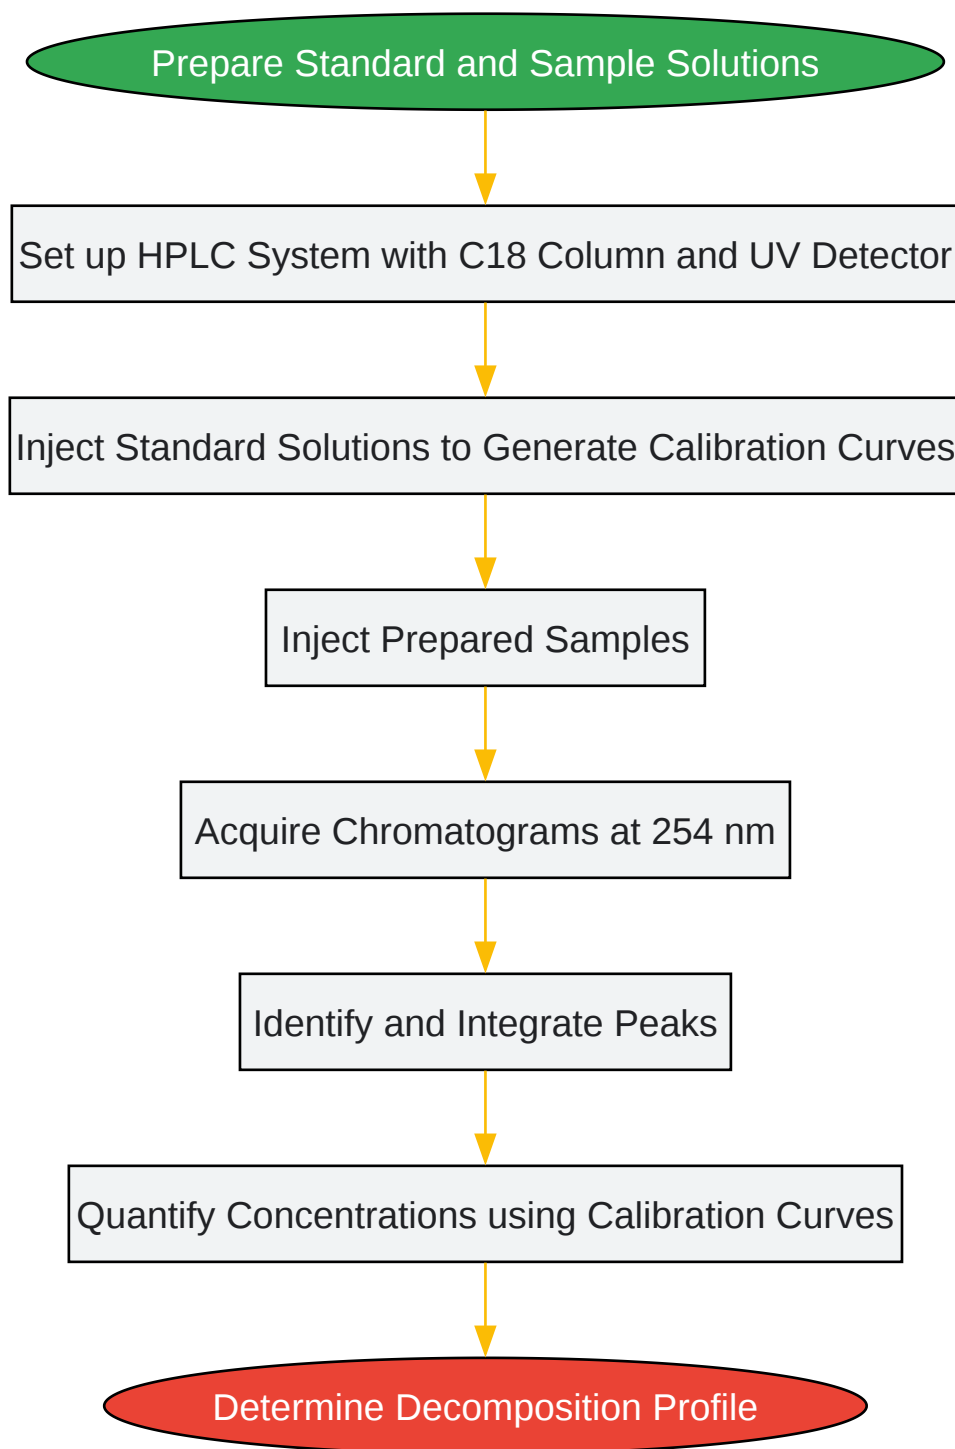 Prepare Standard and Sample Solutions
Set up HPLC System with C18 Column and UV Detector
Inject Standard Solutions to Generate Calibration Curves
Inject Prepared Samples
Acquire Chromatograms at 254 nm
Identify and Integrate Peaks
Quantify Concentrations using Calibration Curves
Determine Decomposition Profile